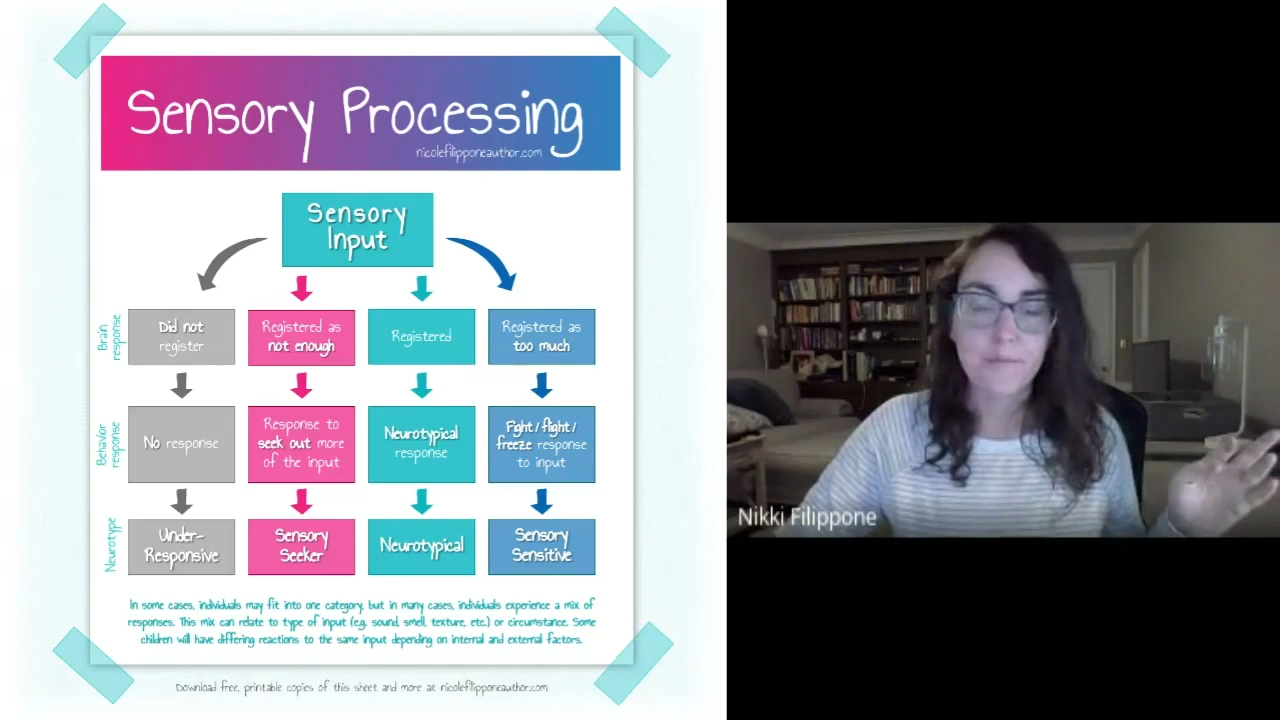 Sensory Processing
nicolefilipponeauthor.com
Sensory
Input
Brain
response
Did not
register
Registered as
not enough
Registered
Registered as
too much
Behavior
response
No response
Response to
seek out more
of the input
Neurotypical
response
Fight/flight/
freeze response
to input
Neurotype
Under-
Responsive
Sensory
Seeker
Neurotypical
Sensory
Sensitive
In some cases, individuals may fit into one category, but in many cases, individuals experience a mix of
responses. This mix can relate to type of input (e.g. sound, smell, texture, etc.) or circumstance. Some
children will have differing reactions to the same input depending on internal and external factors.
Download free, printable copies of this sheet and more at nicolefilipponeauthor.com
Nikki Filippone